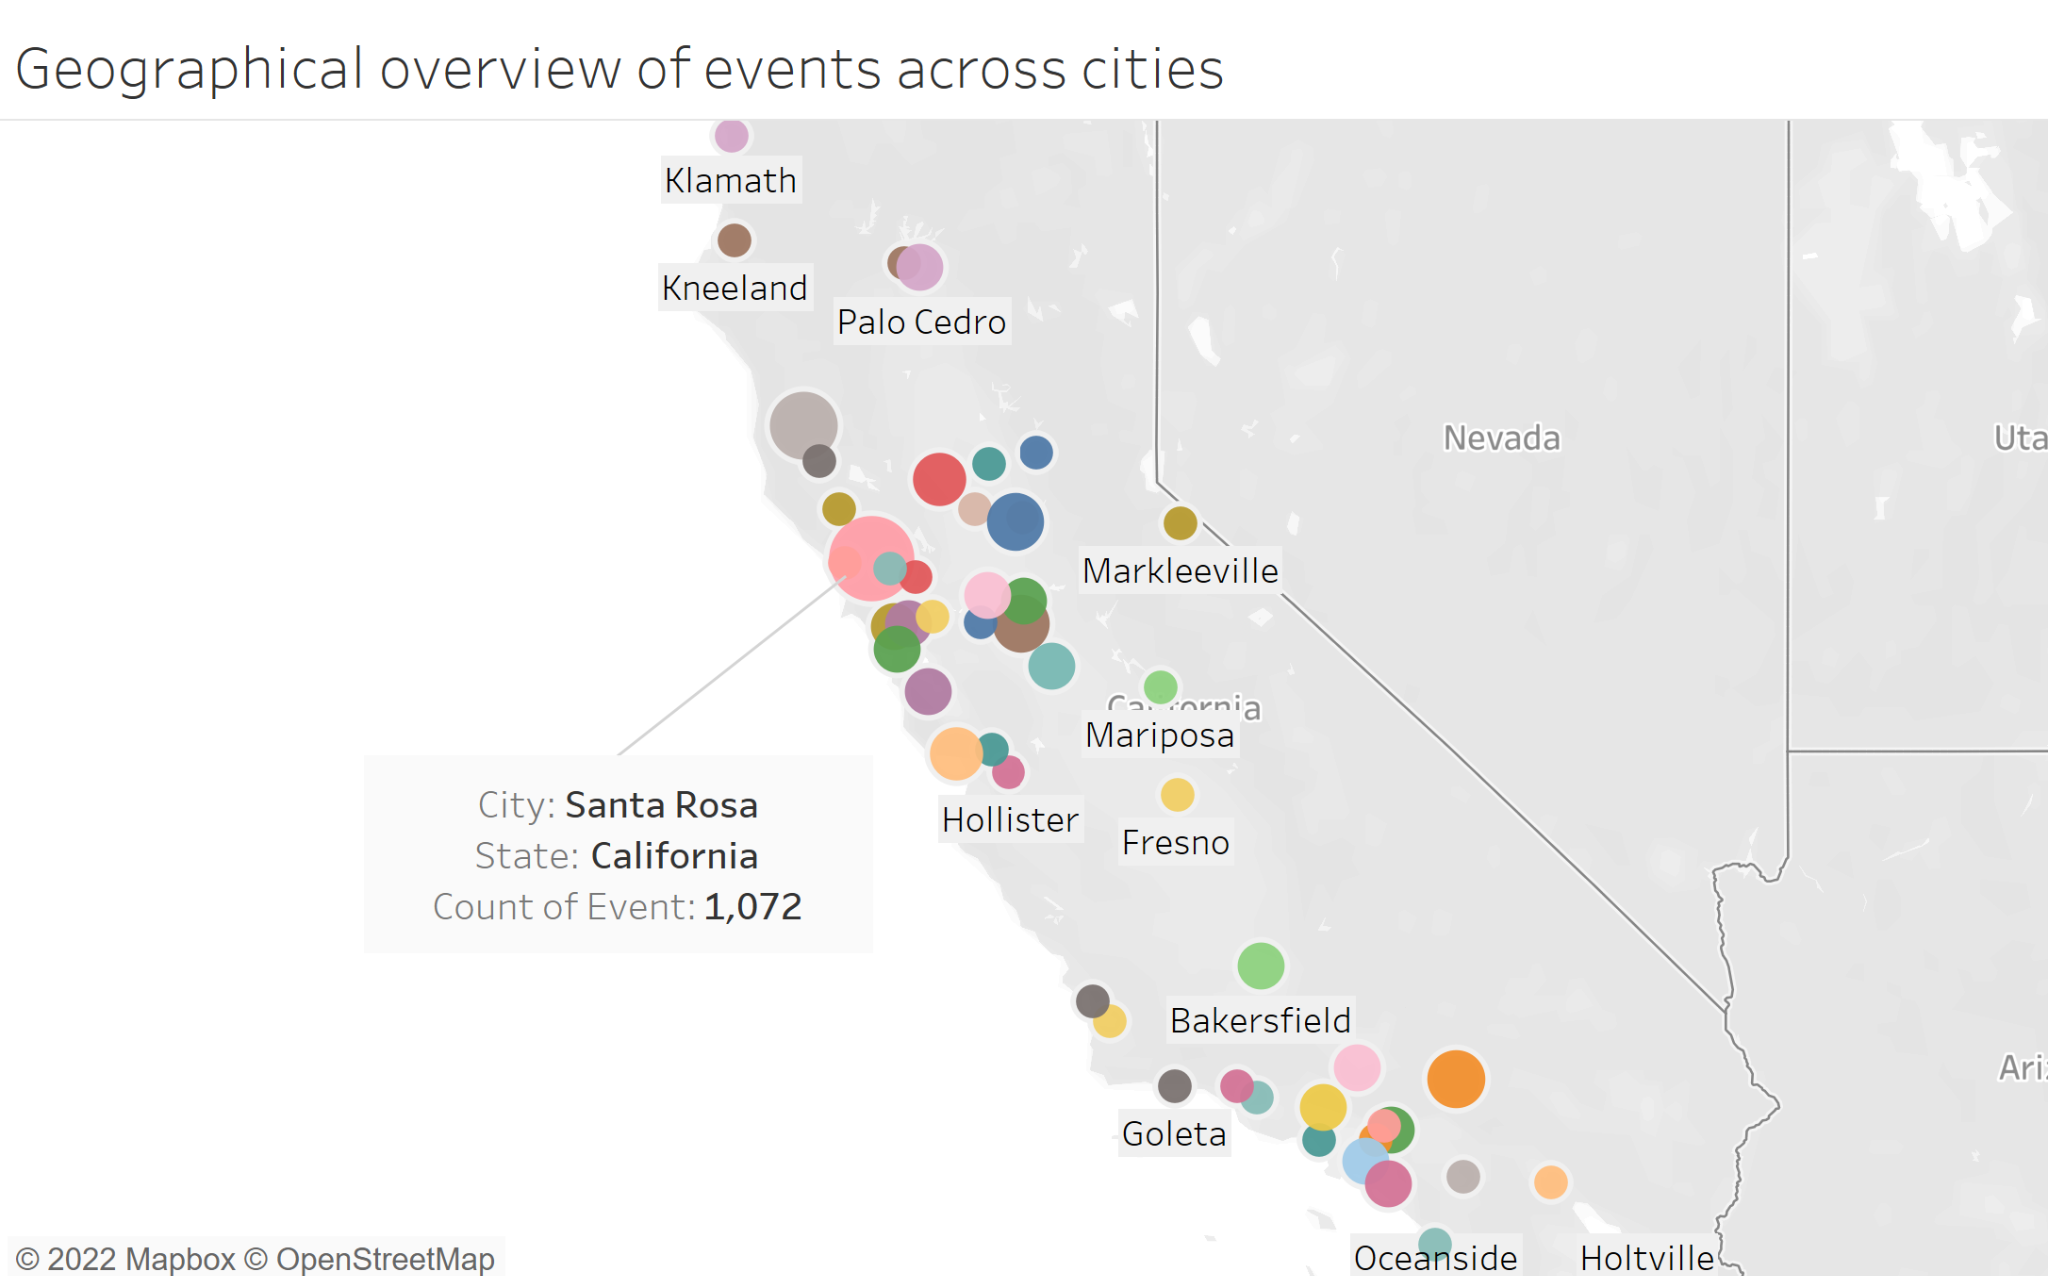 Geographical overview of events across cities
Klamath
Kneeland
Palo Cedro
Nevada
Uta
Markleeville
California
Mariposa
Hollister
Fresno
City: Santa Rosa
State: California
Count of Event: 1,072
Bakersfield
Ari
Goleta
Oceanside
Holtville
© 2022 Mapbox © OpenStreetMap